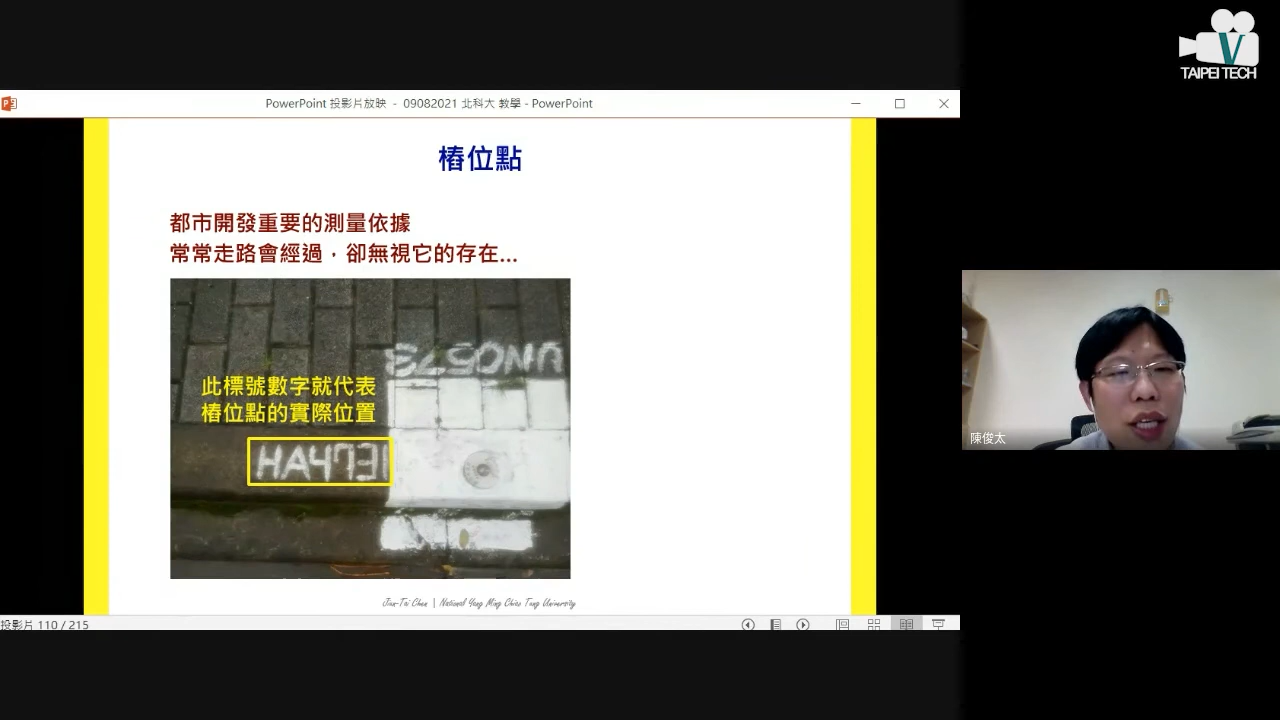 TAIPEI TECH
PowerPoint 投影片放映 - 09082021 北科大 教學 - PowerPoint
樁位點
都市開發重要的測量依據
常常走路會經過，卻無視它的存在...
此標號數字就代表
樁位點的實際位置
陳俊太
Jiun-Tai Chen | National Yang Ming Chiao Tung University
投影片 110 / 215